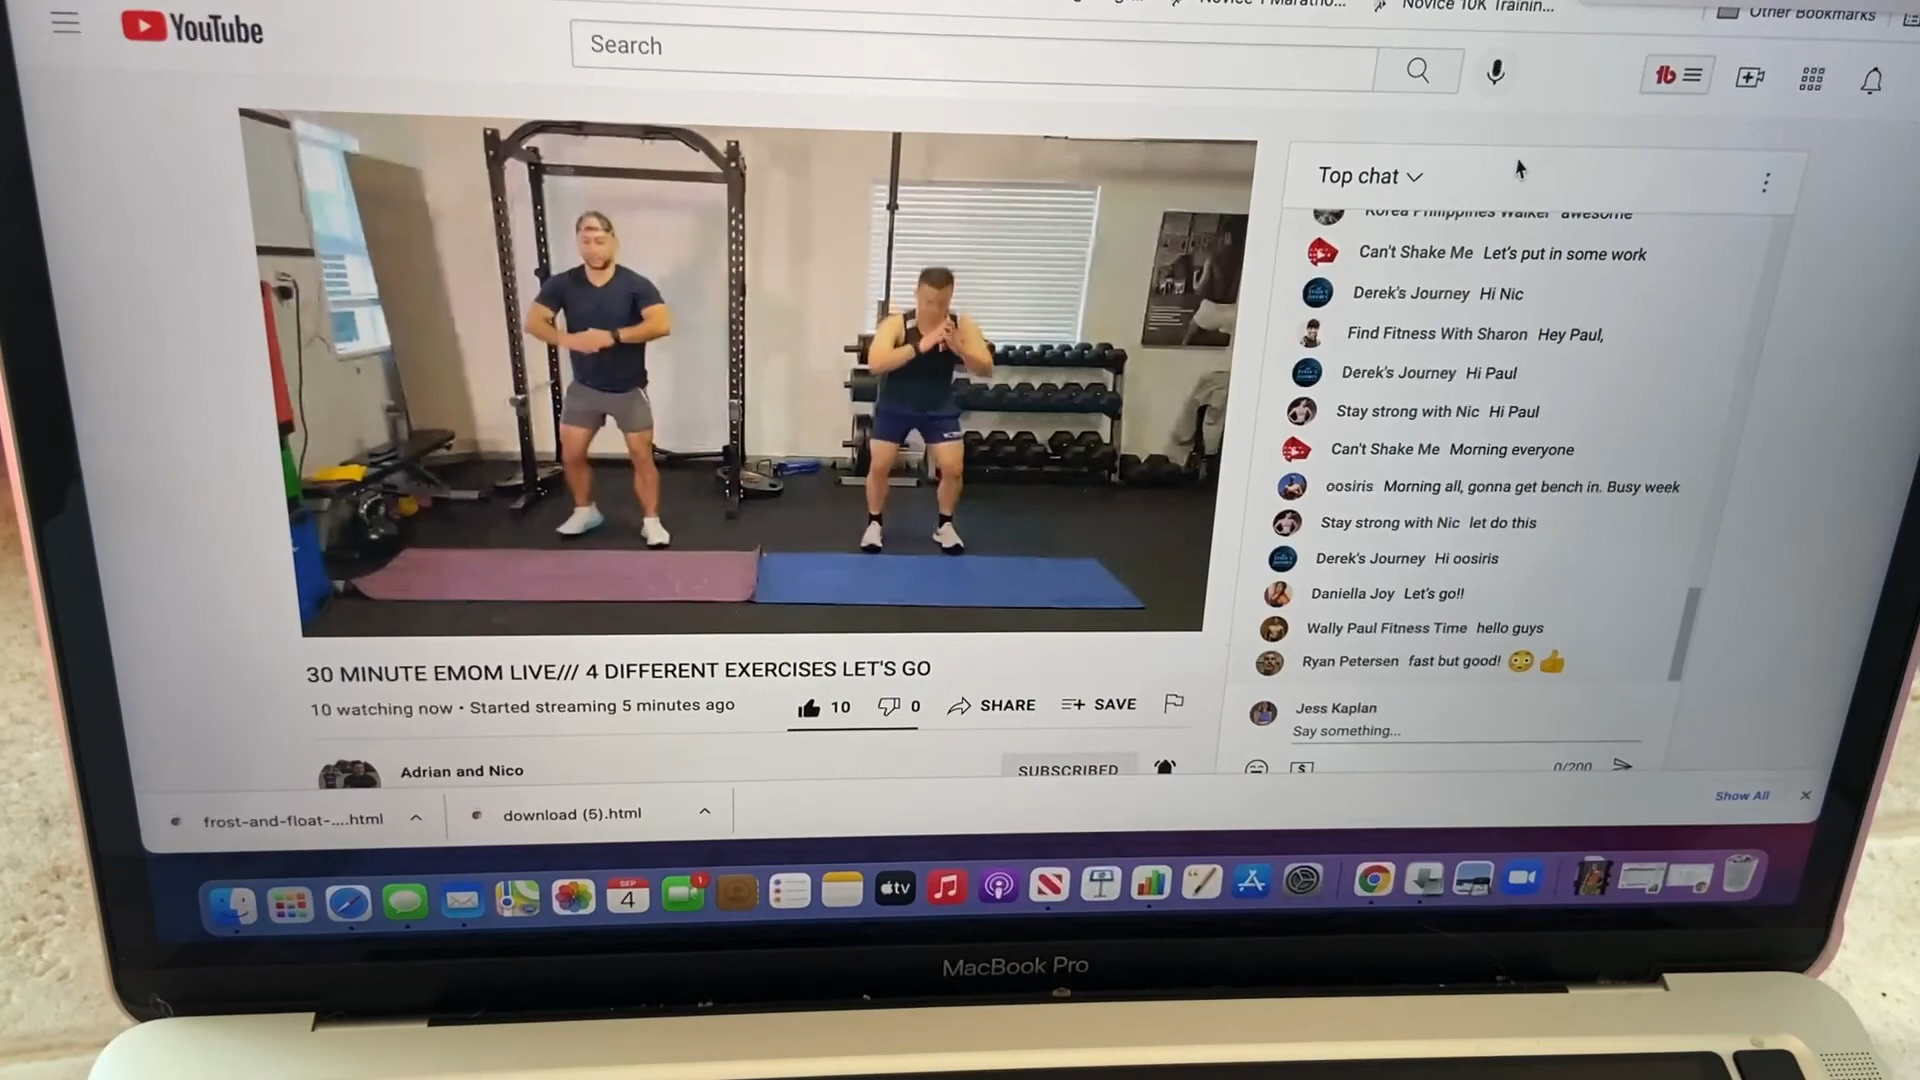 Novice 10K Trainin...
Other Bookmarks
YouTube
Search
Top chat
Korea Philippines Walker awesome
Can't Shake Me Let's put in some work
Derek's Journey Hi Nic
Find Fitness With Sharon Hey Paul,
Derek's Journey Hi Paul
Stay strong with Nic Hi Paul
Can't Shake Me Morning everyone
oosiris Morning all, gonna get bench in. Busy week
Stay strong with Nic let do this
Derek's Journey Hi oosiris
Daniella Joy Let's go!!
Wally Paul Fitness Time hello guys
Ryan Petersen fast but good! 😳👍
Jess Kaplan
Say something...
0/200
30 MINUTE EMOM LIVE/// 4 DIFFERENT EXERCISES LET'S GO
10 watching now • Started streaming 5 minutes ago
10 0 SHARE SAVE
Adrian and Nico
SUBSCRIBED
frost-and-float-....html
download (5).html
Show All
SEP
4
1
tv
MacBook Pro